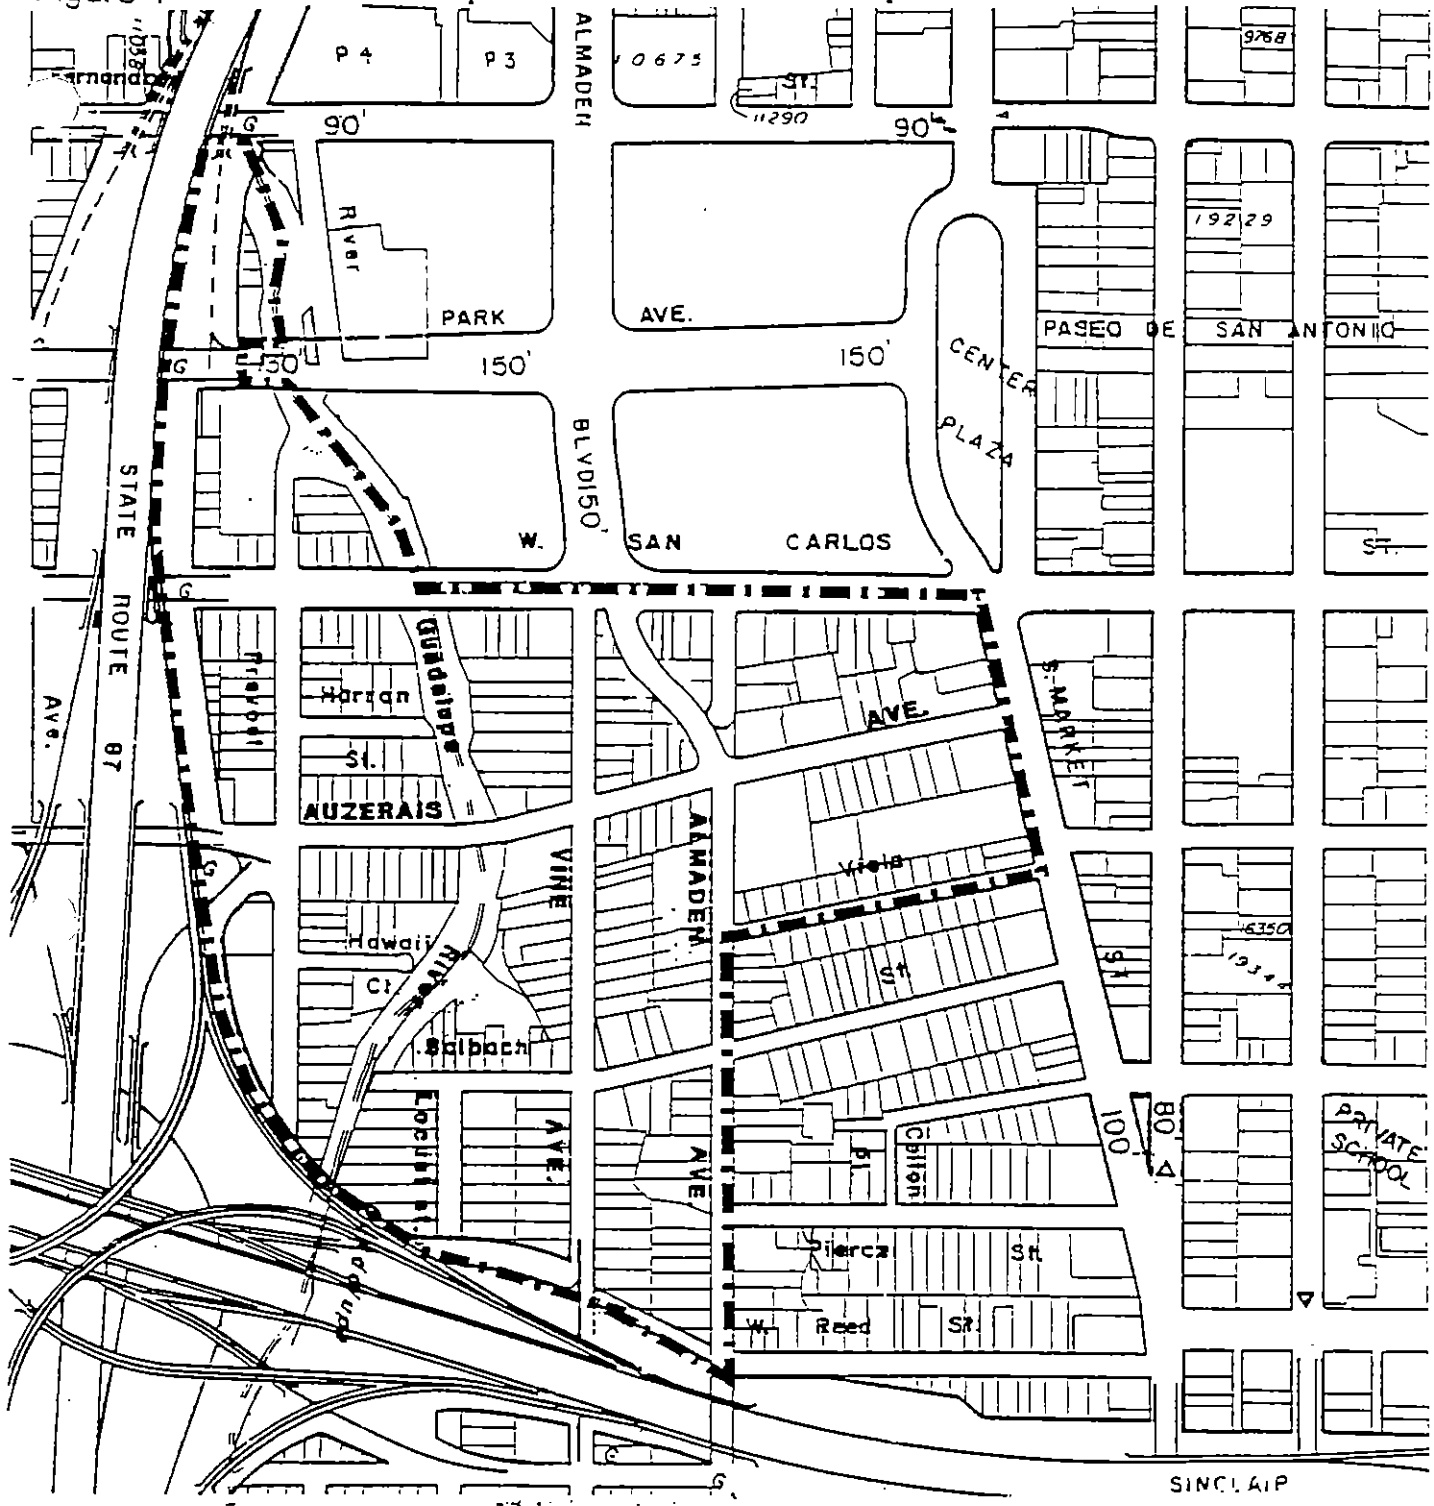 P 4
P 3
ALMADEN
10675
St.
11290
9768
G
90'
90'
River
19229
PARK AVE.
PASEO DE SAN ANTONIO
G
150'
150'
CENTER PLAZA
BLVD 150'
STATE ROUTE 87
W. SAN CARLOS ST.
G
Guadalupe
S. MARKET
Ave.
AVE.
St.
AUZERAIS
ALMADEN
VINE
Viola
G
Hawaii
River
Ct.
St.
St
6350
Balbach
Locust St.
AVE.
AVE
Pl
100
80
PRIVATE SCHOOL
Pierce St.
W. Reed St.
G
G.